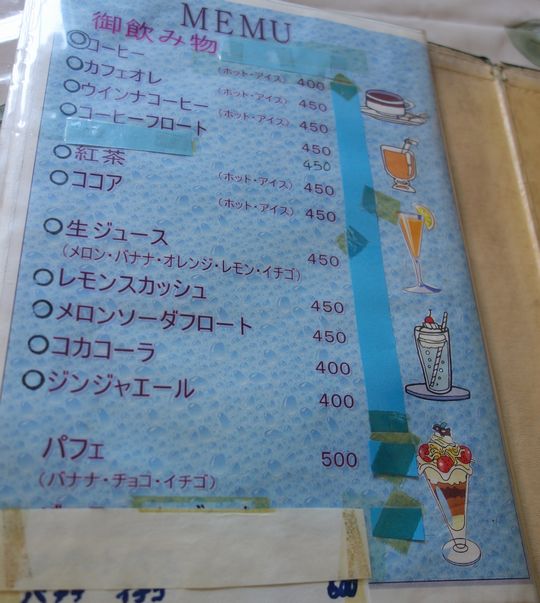 MEMU
御飲み物
◎コーヒー （ホット・アイス） 400
○カフェオレ （ホット・アイス） 450
○ウインナコーヒー （ホット・アイス） 450
○コーヒーフロート 450
450
○紅茶 （ホット・アイス） 450
○ココア （ホット・アイス） 450
○生ジュース 450
（メロン・バナナ・オレンジ・レモン・イチゴ）
○レモンスカッシュ 450
○メロンソーダフロート 450
○コカコーラ 400
○ジンジャエール 400
パフェ 500
（バナナ・チョコ・イチゴ）
バナナ イチゴ 600